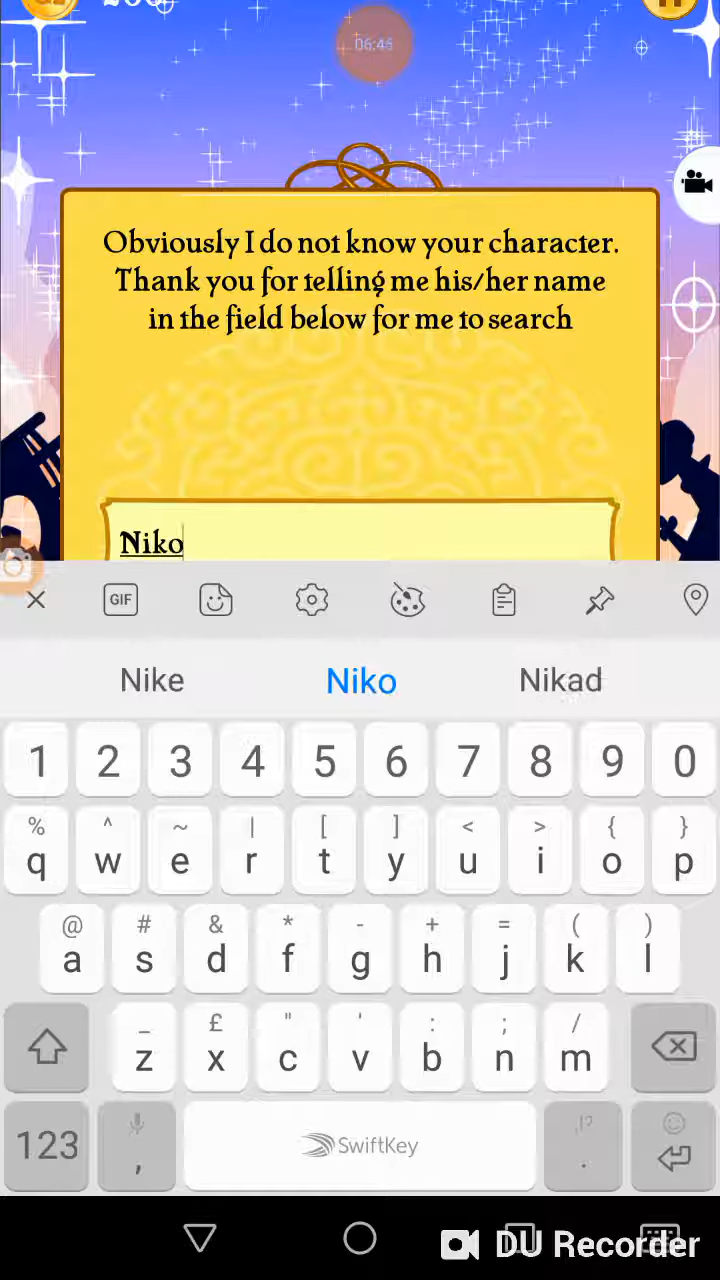 06:46
Obviously I do not know your character.
Thank you for telling me his/her name
in the field below for me to search
Niko
GIF
Nike Niko Nikad
1 2 3 4 5 6 7 8 9 0
% ^ ~ | [ ] < > { }
q w e r t y u i o p
@ # & * - + = ( )
a s d f g h j k l
_ £ " ' : ; /
z x c v b n m
123 , SwiftKey ,!? .
DU Recorder